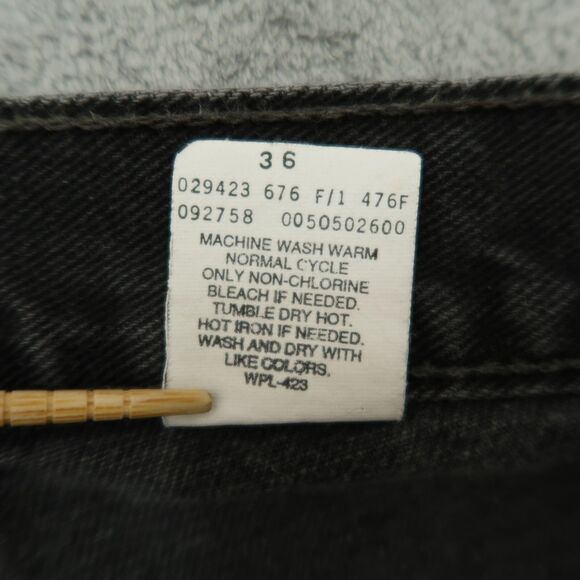 36
029423 676 F/1 476F
092758 0050502600
MACHINE WASH WARM
NORMAL CYCLE
ONLY NON-CHLORINE
BLEACH IF NEEDED.
TUMBLE DRY HOT.
HOT IRON IF NEEDED.
WASH AND DRY WITH
LIKE COLORS.
WPL-423